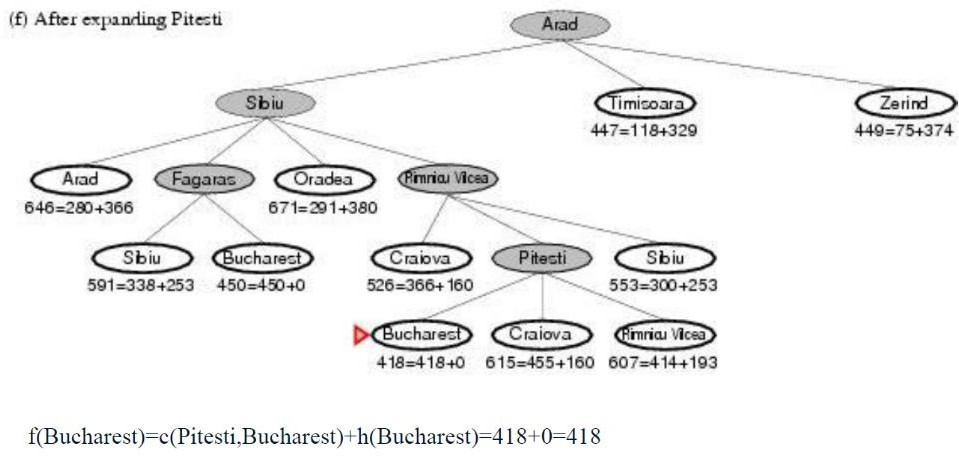 (f) After expanding Pitesti
Arad
Sibiu
Timisoara
Zerind
447=118+329
449=75+374
Arad
Fagaras
Oradea
Rimnicu Vilcea
646=280+366
671=291+380
Sibiu
Bucharest
Craiova
Pitesti
Sibiu
591=338+253
450=450+0
526=366+160
553=300+253
Bucharest
Craiova
Rimnicu Vilcea
418=418+0
615=455+160
607=414+193
f(Bucharest)=c(Pitesti,Bucharest)+h(Bucharest)=418+0=418